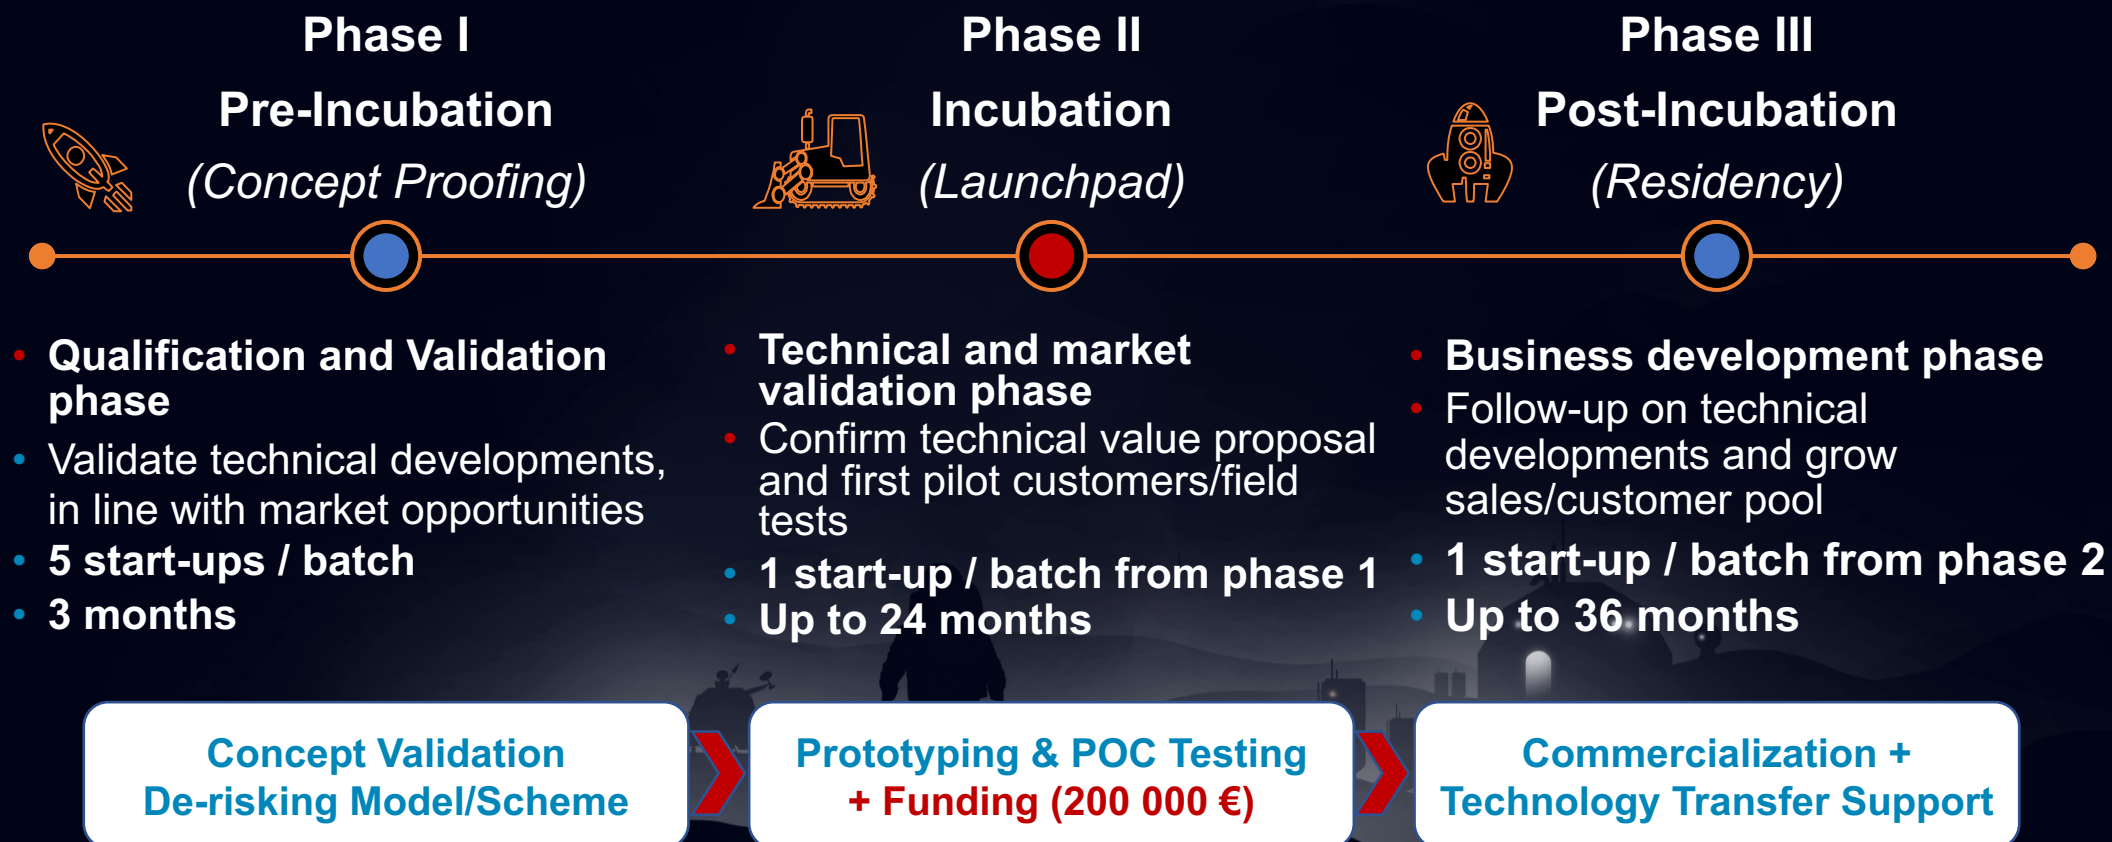 Phase I
Pre-Incubation
(Concept Proofing)
• Qualification and Validation
phase
• Validate technical developments,
in line with market opportunities
• 5 start-ups / batch
• 3 months
Concept Validation
De-risking Model/Scheme
Phase II
Incubation
(Launchpad)
• Technical and market
validation phase
• Confirm technical value proposal
and first pilot customers/field
tests
• 1 start-up / batch from phase 1
• Up to 24 months
Prototyping & POC Testing
+ Funding (200 000 €)
Phase III
Post-Incubation
(Residency)
• Business development phase
• Follow-up on technical
developments and grow
sales/customer pool
• 1 start-up / batch from phase 2
• Up to 36 months
Commercialization +
Technology Transfer Support